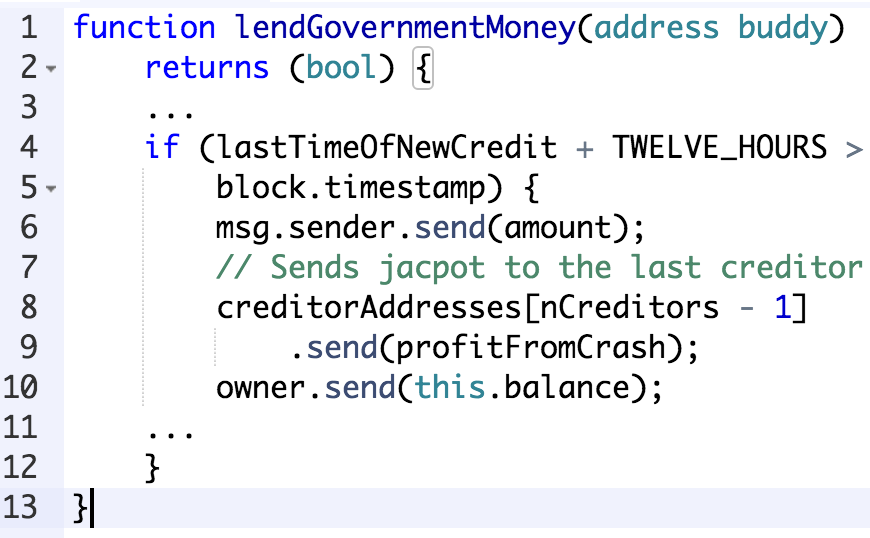 1 function lendGovernmentMoney(address buddy)
2 returns (bool) {
3 ...
4 if (lastTimeOfNewCredit + TWELVE_HOURS >
5 block.timestamp) {
6 msg.sender.send(amount);
7 // Sends jacpot to the last creditor
8 creditorAddresses[nCreditors - 1]
9 .send(profitFromCrash);
10 owner.send(this.balance);
11 ...
12 }
13 }